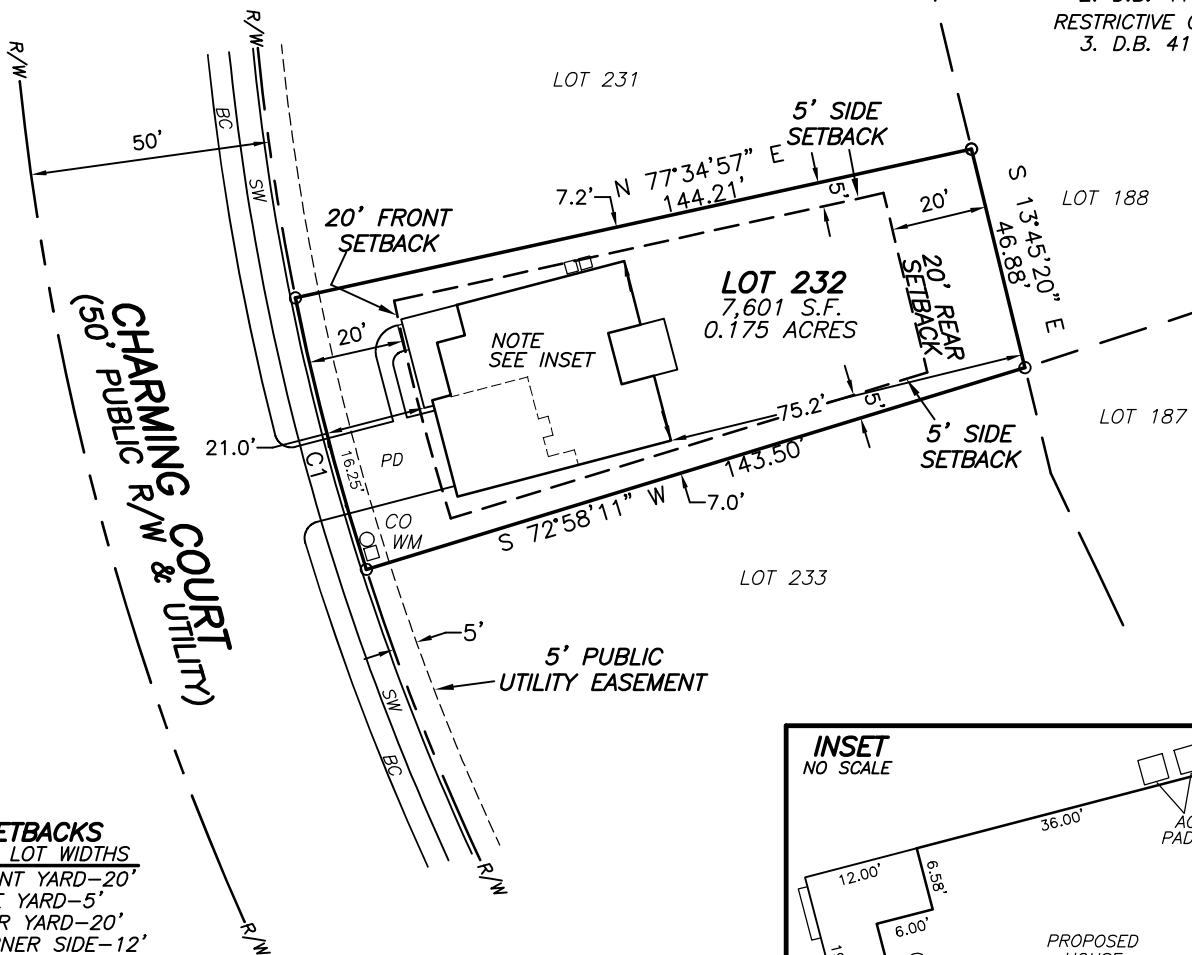 RESTRICTIVE
3. D.B. 41
R/W
R/W
LOT 231
50'
BC
SW
5' SIDE
SETBACK
N 77°34'57" E
144.21'
7.2'
5'
20'
S 13°45'20" E
46.88'
LOT 188
20' FRONT
SETBACK
LOT 232
7,601 S.F.
0.175 ACRES
20' REAR
SETBACK
20'
NOTE
SEE INSET
CHARMING COURT
(50' PUBLIC R/W & UTILITY)
21.0'
C1
16.25'
PD
75.2'
5'
5' SIDE
SETBACK
LOT 187
CO
WM
S 72°58'11" W
143.50'
7.0'
LOT 233
5'
5' PUBLIC
UTILITY EASEMENT
SW
BC
R/W
R/W
ETBACKS
LOT WIDTHS
NT YARD-20'
YARD-5'
R YARD-20'
RNER SIDE-12'
INSET
NO SCALE
36.00'
AC
PAD
12.00'
6.58'
6.00'
PROPOSED